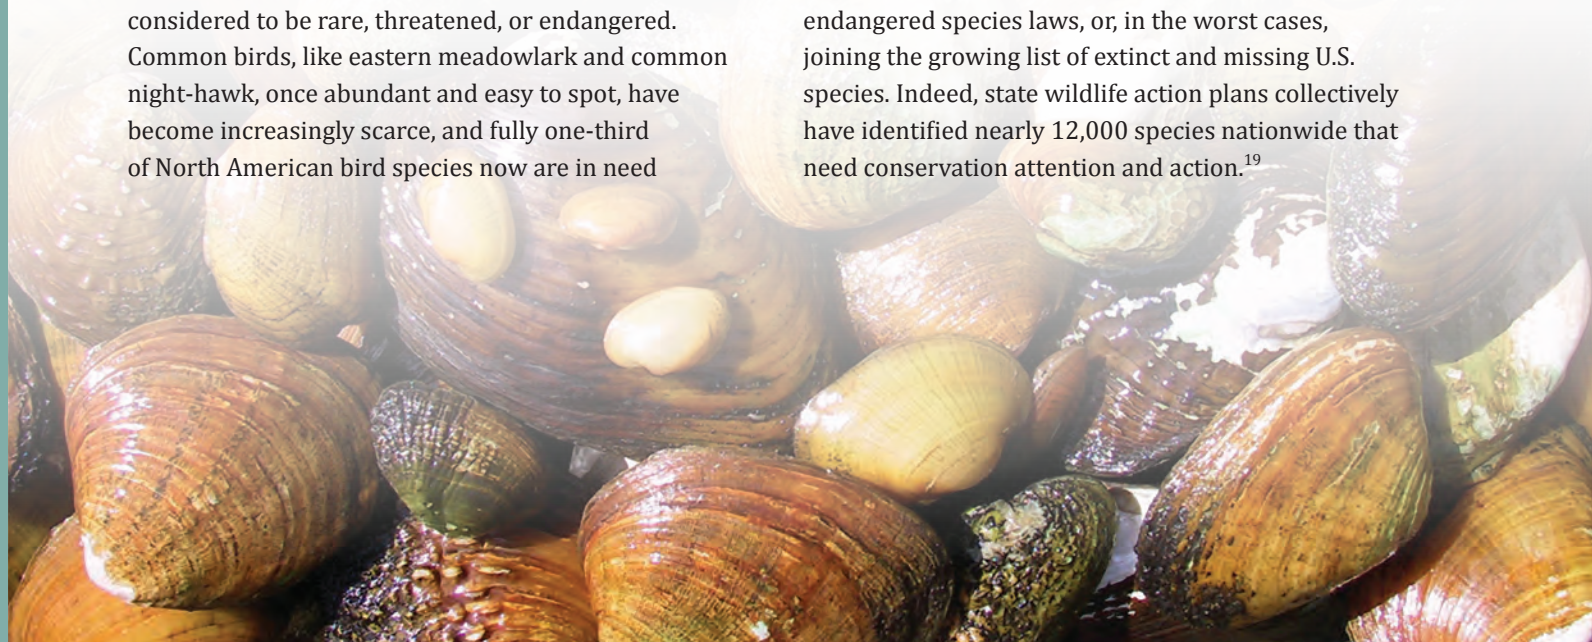 considered to be rare, threatened, or endangered.
Common birds, like eastern meadowlark and common
night-hawk, once abundant and easy to spot, have
become increasingly scarce, and fully one-third
of North American bird species now are in need
endangered species laws, or, in the worst cases,
joining the growing list of extinct and missing U.S.
species. Indeed, state wildlife action plans collectively
have identified nearly 12,000 species nationwide that
need conservation attention and action.19